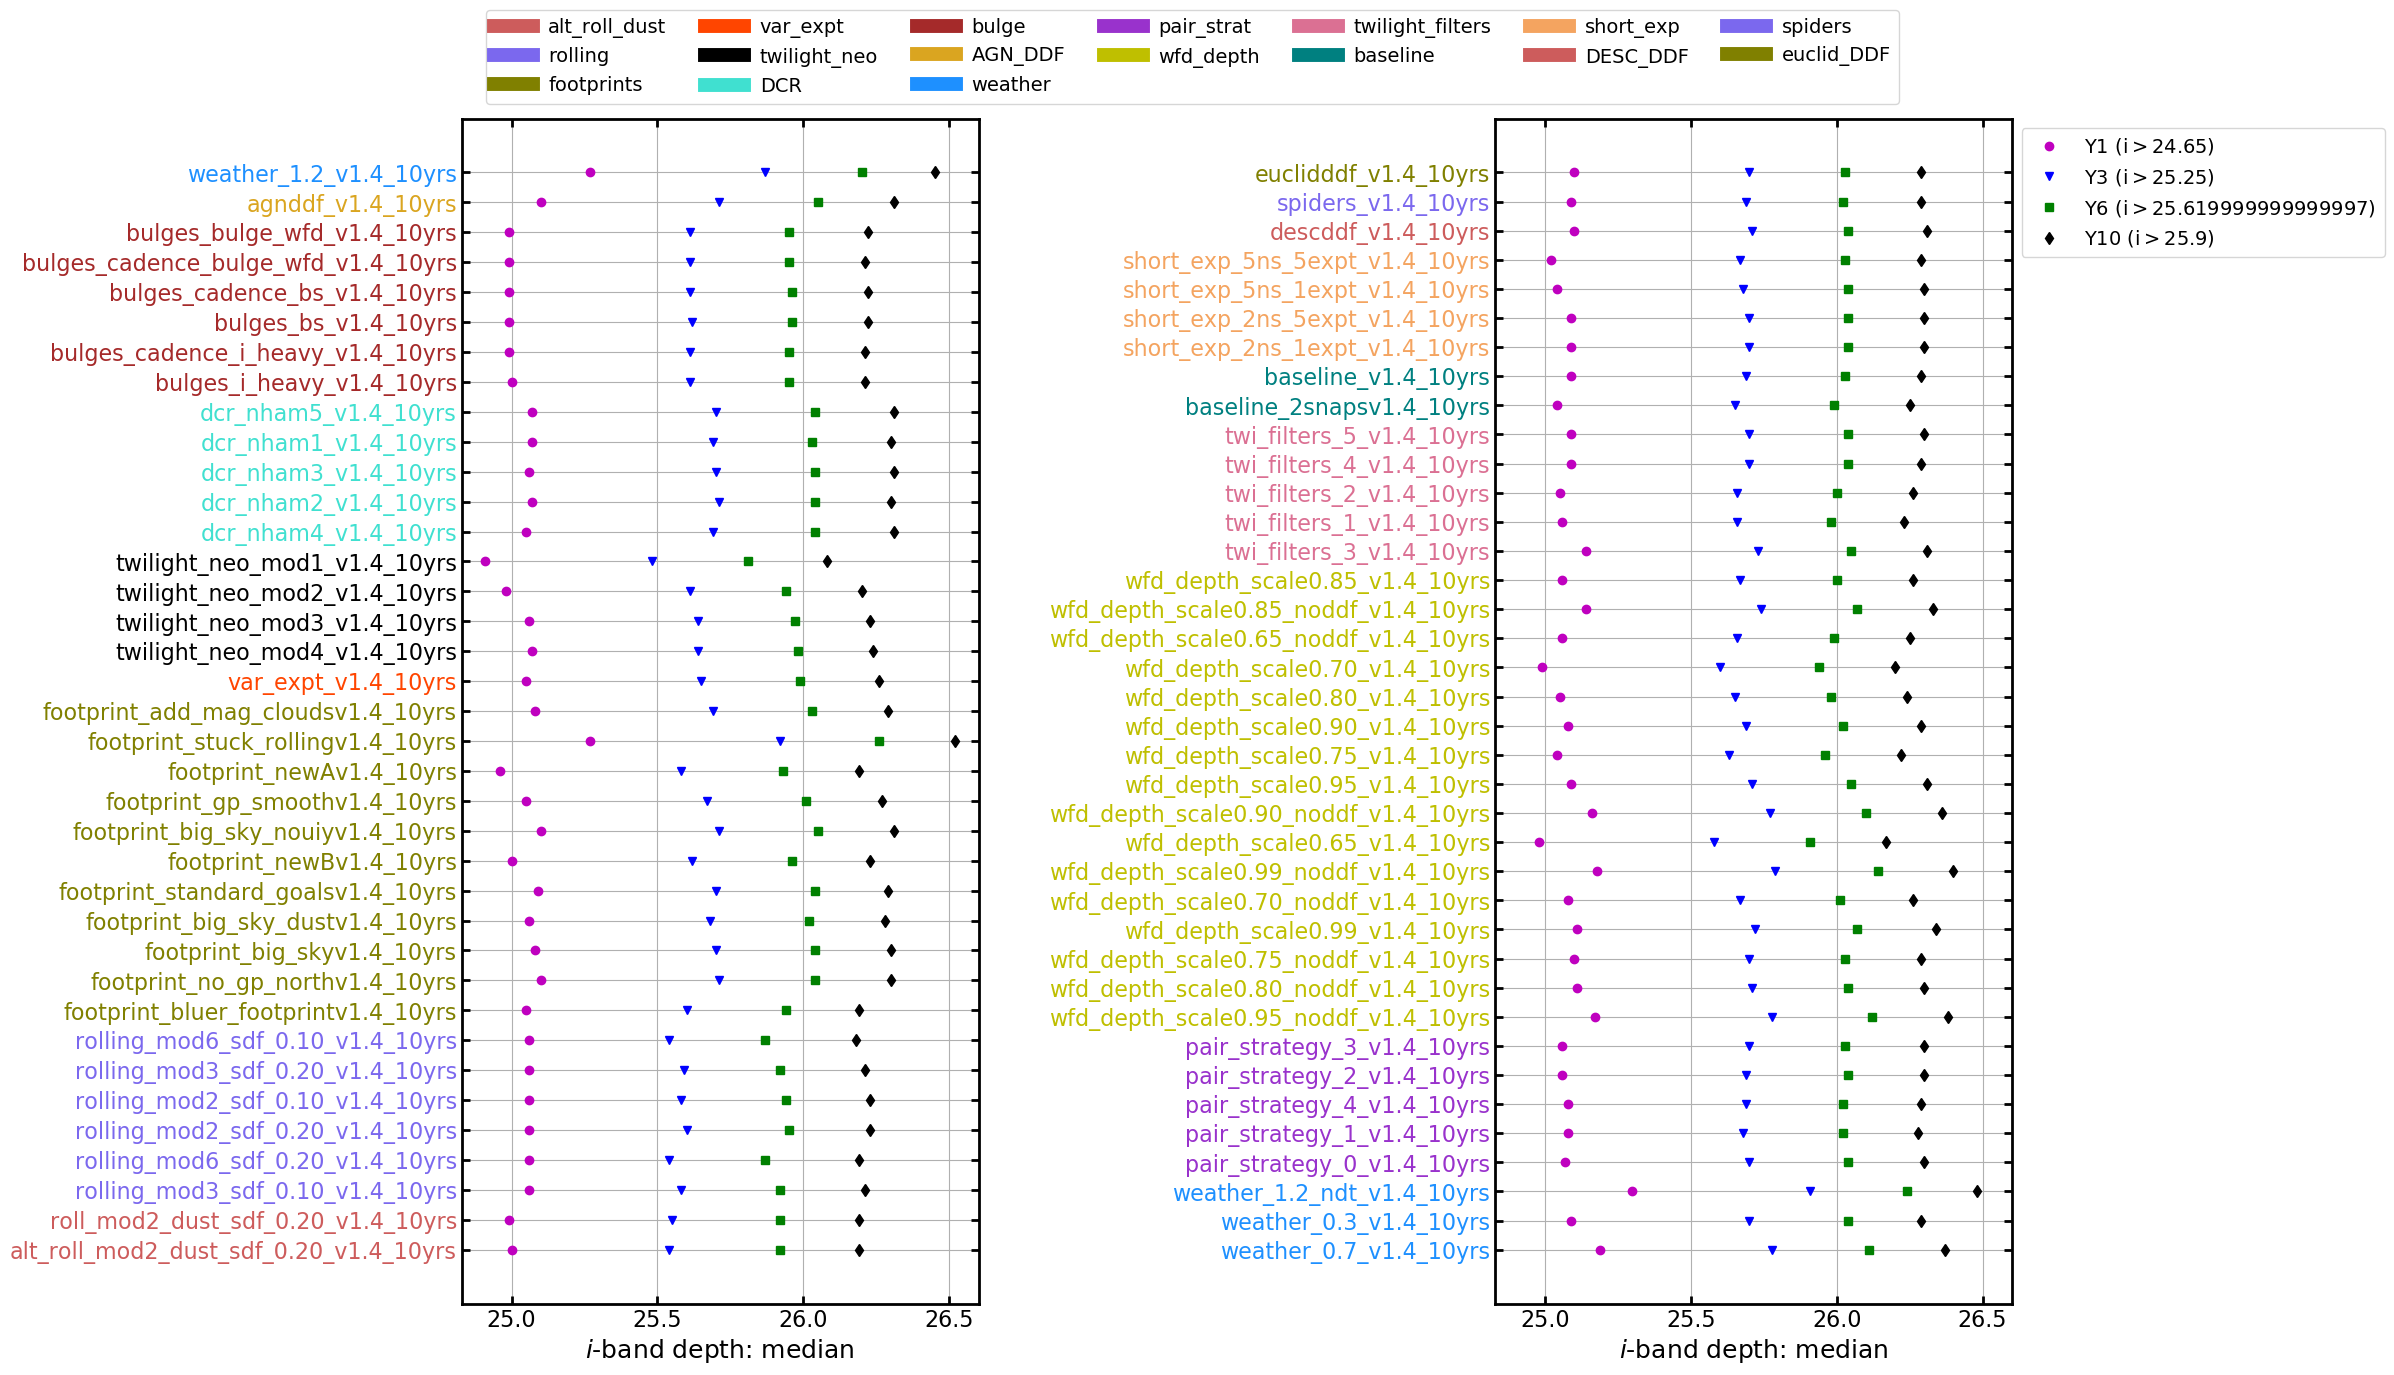 alt_roll_dust
rolling
footprints
var_expt
twilight_neo
DCR
bulge
AGN_DDF
weather
pair_strat
wfd_depth
twilight_filters
baseline
short_exp
DESC_DDF
spiders
euclid_DDF
weather_1.2_v1.4_10yrs
agnddf_v1.4_10yrs
bulges_bulge_wfd_v1.4_10yrs
bulges_cadence_bulge_wfd_v1.4_10yrs
bulges_cadence_bs_v1.4_10yrs
bulges_bs_v1.4_10yrs
bulges_cadence_i_heavy_v1.4_10yrs
bulges_i_heavy_v1.4_10yrs
dcr_nham5_v1.4_10yrs
dcr_nham1_v1.4_10yrs
dcr_nham3_v1.4_10yrs
dcr_nham2_v1.4_10yrs
dcr_nham4_v1.4_10yrs
twilight_neo_mod1_v1.4_10yrs
twilight_neo_mod2_v1.4_10yrs
twilight_neo_mod3_v1.4_10yrs
twilight_neo_mod4_v1.4_10yrs
var_expt_v1.4_10yrs
footprint_add_mag_cloudsv1.4_10yrs
footprint_stuck_rollingv1.4_10yrs
footprint_newAv1.4_10yrs
footprint_gp_smoothv1.4_10yrs
footprint_big_sky_nouiyv1.4_10yrs
footprint_newBv1.4_10yrs
footprint_standard_goalsv1.4_10yrs
footprint_big_sky_dustv1.4_10yrs
footprint_big_skyv1.4_10yrs
footprint_no_gp_northv1.4_10yrs
footprint_bluer_footprintv1.4_10yrs
rolling_mod6_sdf_0.10_v1.4_10yrs
rolling_mod3_sdf_0.20_v1.4_10yrs
rolling_mod2_sdf_0.10_v1.4_10yrs
rolling_mod2_sdf_0.20_v1.4_10yrs
rolling_mod6_sdf_0.20_v1.4_10yrs
rolling_mod3_sdf_0.10_v1.4_10yrs
roll_mod2_dust_sdf_0.20_v1.4_10yrs
alt_roll_mod2_dust_sdf_0.20_v1.4_10yrs
25.0 25.5 26.0 26.5
i-band depth: median
euclidddf_v1.4_10yrs
spiders_v1.4_10yrs
descddf_v1.4_10yrs
short_exp_5ns_5expt_v1.4_10yrs
short_exp_5ns_1expt_v1.4_10yrs
short_exp_2ns_5expt_v1.4_10yrs
short_exp_2ns_1expt_v1.4_10yrs
baseline_v1.4_10yrs
baseline_2snapsv1.4_10yrs
twi_filters_5_v1.4_10yrs
twi_filters_4_v1.4_10yrs
twi_filters_2_v1.4_10yrs
twi_filters_1_v1.4_10yrs
twi_filters_3_v1.4_10yrs
wfd_depth_scale0.85_v1.4_10yrs
wfd_depth_scale0.85_noddf_v1.4_10yrs
wfd_depth_scale0.65_noddf_v1.4_10yrs
wfd_depth_scale0.70_v1.4_10yrs
wfd_depth_scale0.80_v1.4_10yrs
wfd_depth_scale0.90_v1.4_10yrs
wfd_depth_scale0.75_v1.4_10yrs
wfd_depth_scale0.95_v1.4_10yrs
wfd_depth_scale0.90_noddf_v1.4_10yrs
wfd_depth_scale0.65_v1.4_10yrs
wfd_depth_scale0.99_noddf_v1.4_10yrs
wfd_depth_scale0.70_noddf_v1.4_10yrs
wfd_depth_scale0.99_v1.4_10yrs
wfd_depth_scale0.75_noddf_v1.4_10yrs
wfd_depth_scale0.80_noddf_v1.4_10yrs
wfd_depth_scale0.95_noddf_v1.4_10yrs
pair_strategy_3_v1.4_10yrs
pair_strategy_2_v1.4_10yrs
pair_strategy_4_v1.4_10yrs
pair_strategy_1_v1.4_10yrs
pair_strategy_0_v1.4_10yrs
weather_1.2_ndt_v1.4_10yrs
weather_0.3_v1.4_10yrs
weather_0.7_v1.4_10yrs
25.0 25.5 26.0 26.5
i-band depth: median
Y1 (i > 24.65)
Y3 (i > 25.25)
Y6 (i > 25.619999999999997)
Y10 (i > 25.9)